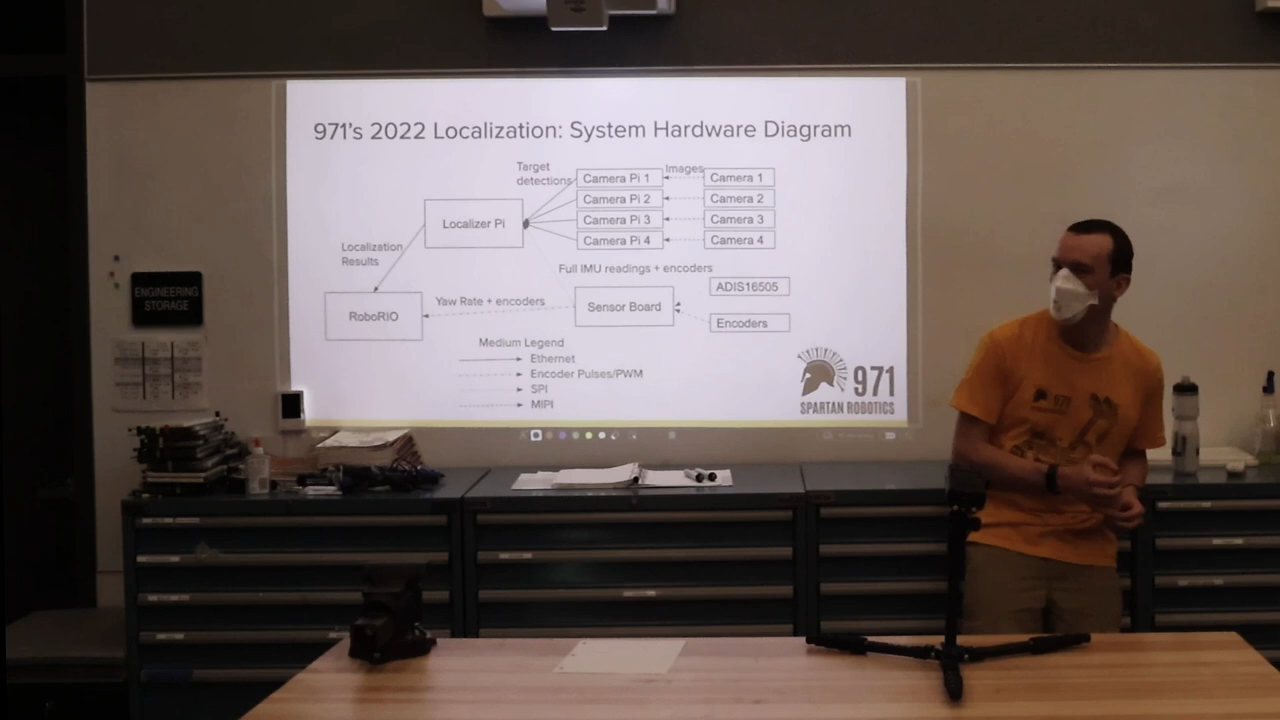 971's 2022 Localization: System Hardware Diagram
Target
detections
Images
Camera Pi 1
Camera 1
Camera Pi 2
Camera 2
Camera Pi 3
Camera 3
Camera Pi 4
Camera 4
Localizer Pi
Localization
Results
Full IMU readings + encoders
ADIS16505
Yaw Rate + encoders
Sensor Board
RoboRIO
Encoders
Medium Legend
Ethernet
Encoder Pulses/PWM
SPI
MIPI
971
SPARTAN ROBOTICS
ENGINEERING
STORAGE
971